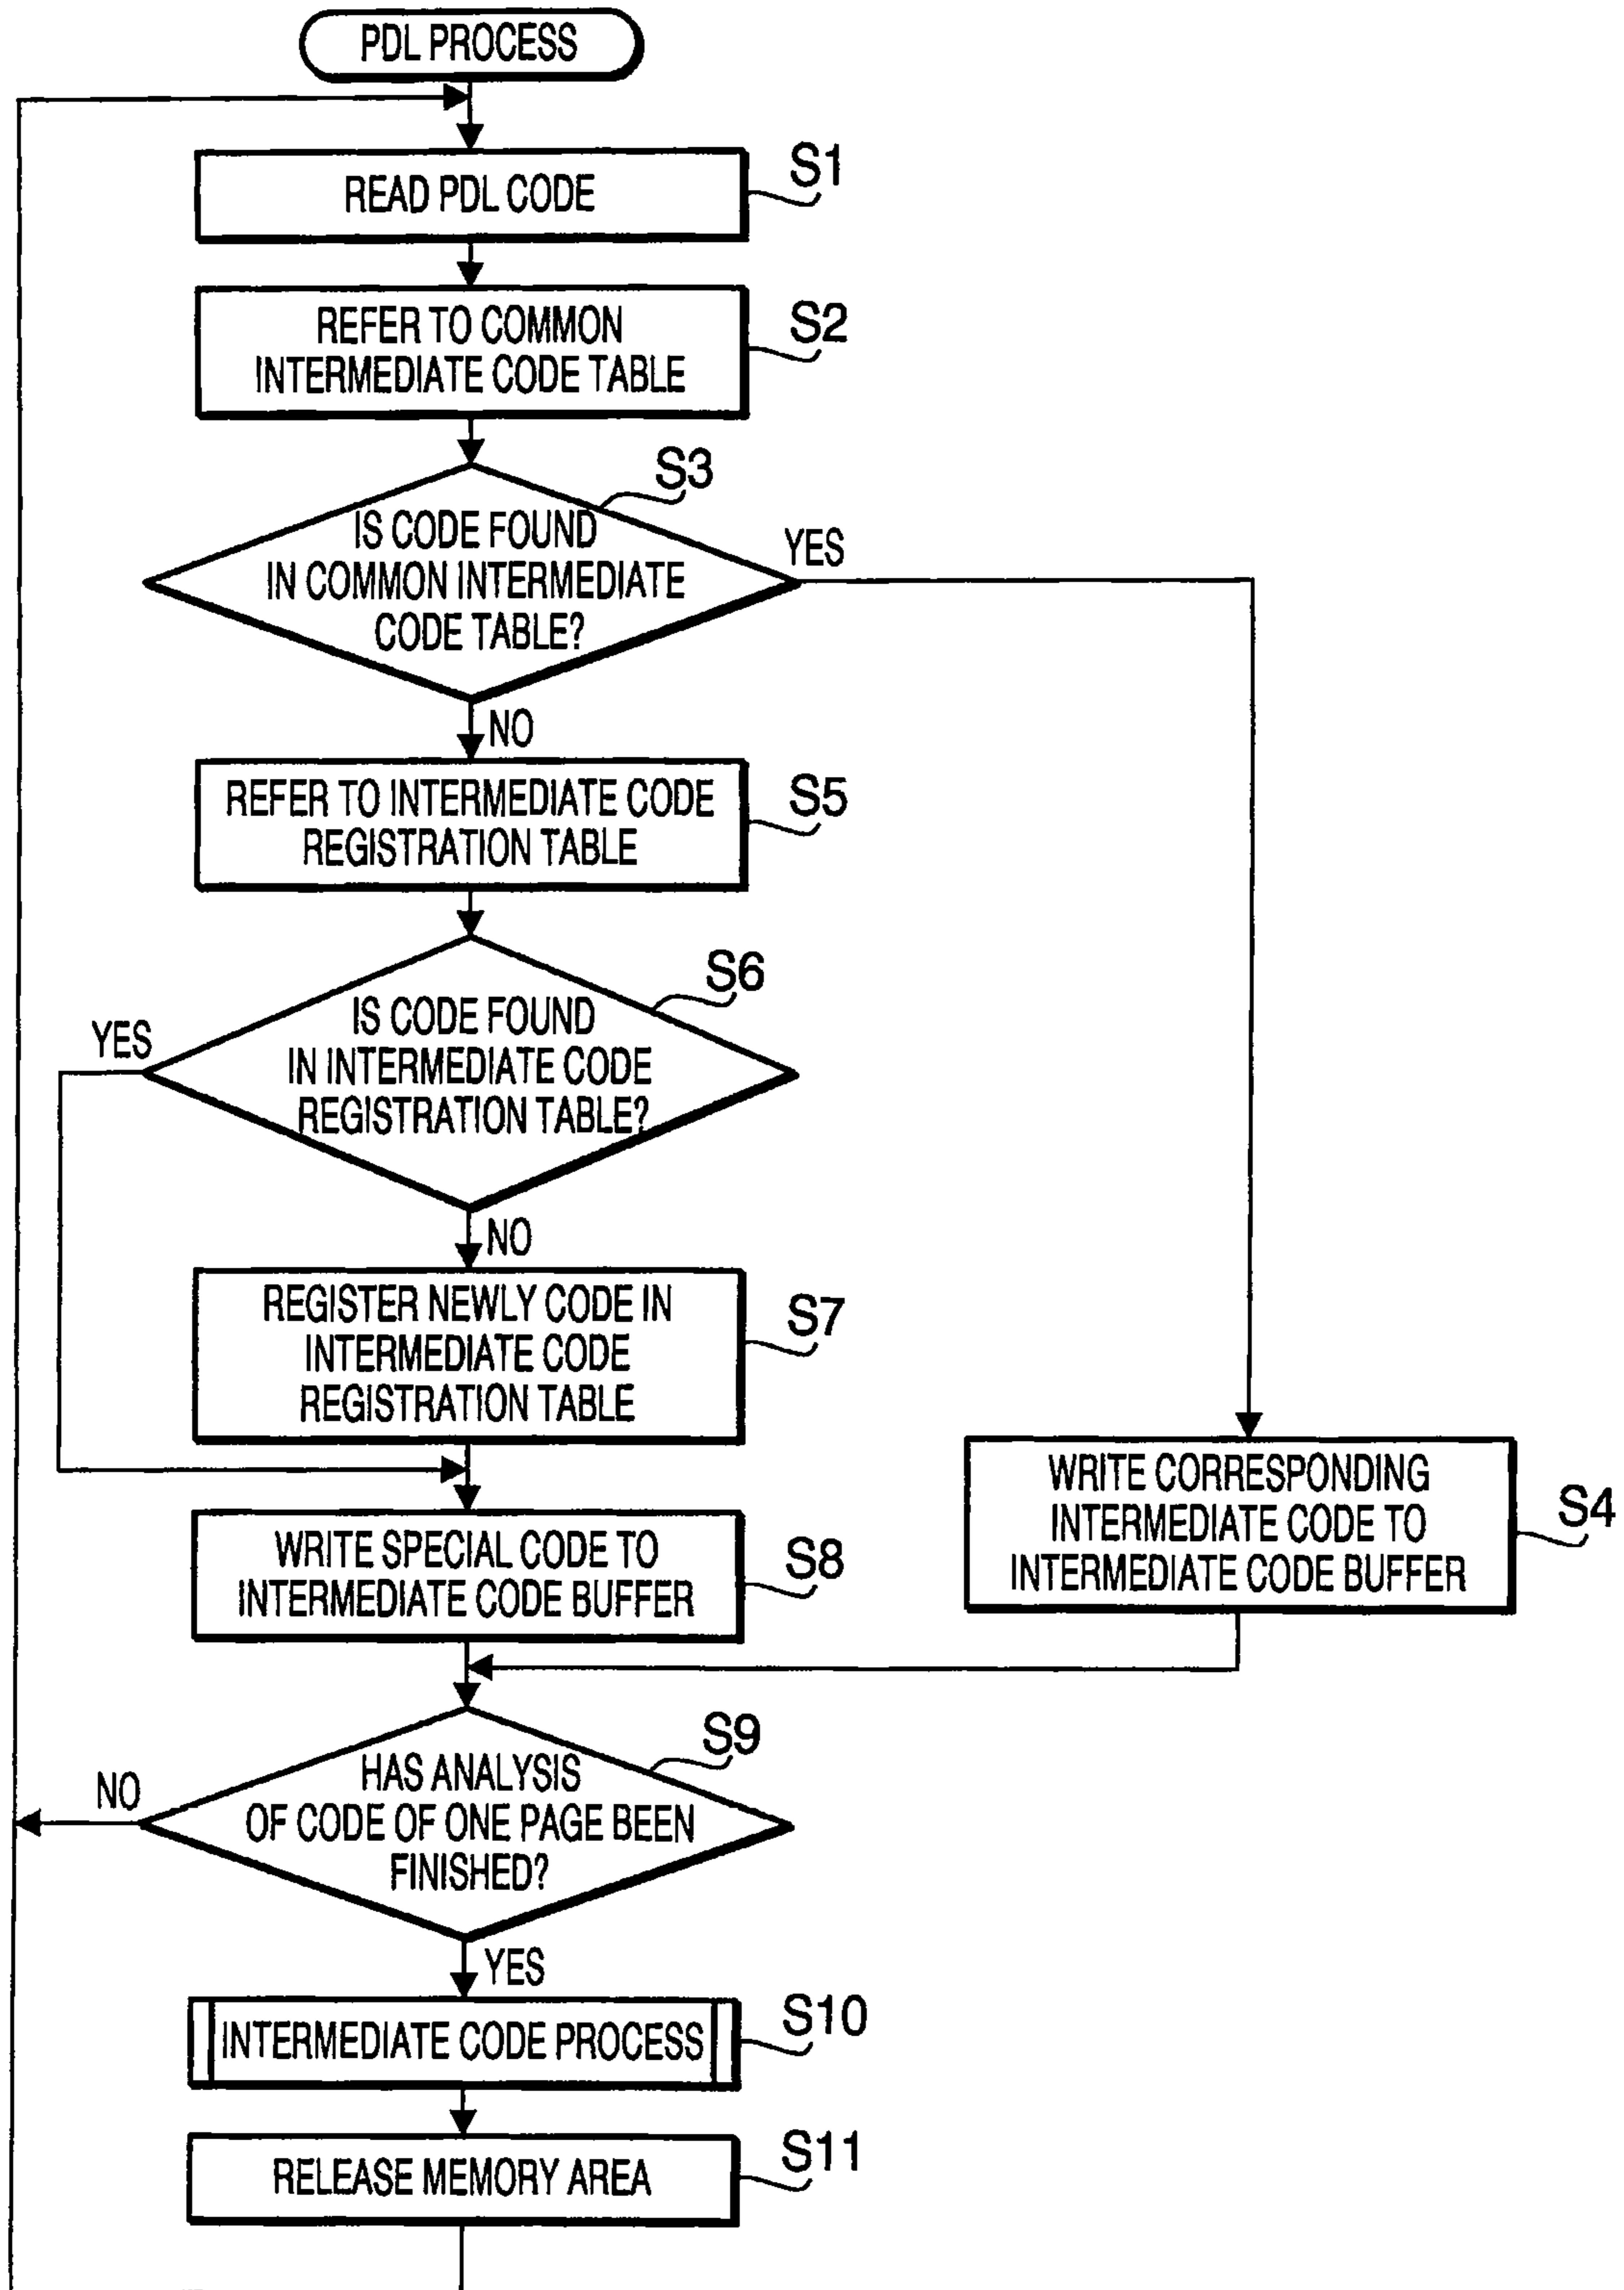 PDL PROCESS
READ PDL CODE
S1
REFER TO COMMON
INTERMEDIATE CODE TABLE
S2
S3
IS CODE FOUND
IN COMMON INTERMEDIATE
CODE TABLE?
YES
NO
REFER TO INTERMEDIATE CODE
REGISTRATION TABLE
S5
S6
IS CODE FOUND
IN INTERMEDIATE CODE
REGISTRATION TABLE?
YES
NO
REGISTER NEWLY CODE IN
INTERMEDIATE CODE
REGISTRATION TABLE
S7
WRITE CORRESPONDING
INTERMEDIATE CODE TO
INTERMEDIATE CODE BUFFER
S4
WRITE SPECIAL CODE TO
INTERMEDIATE CODE BUFFER
S8
S9
HAS ANALYSIS
OF CODE OF ONE PAGE BEEN
FINISHED?
NO
YES
INTERMEDIATE CODE PROCESS
S10
RELEASE MEMORY AREA
S11